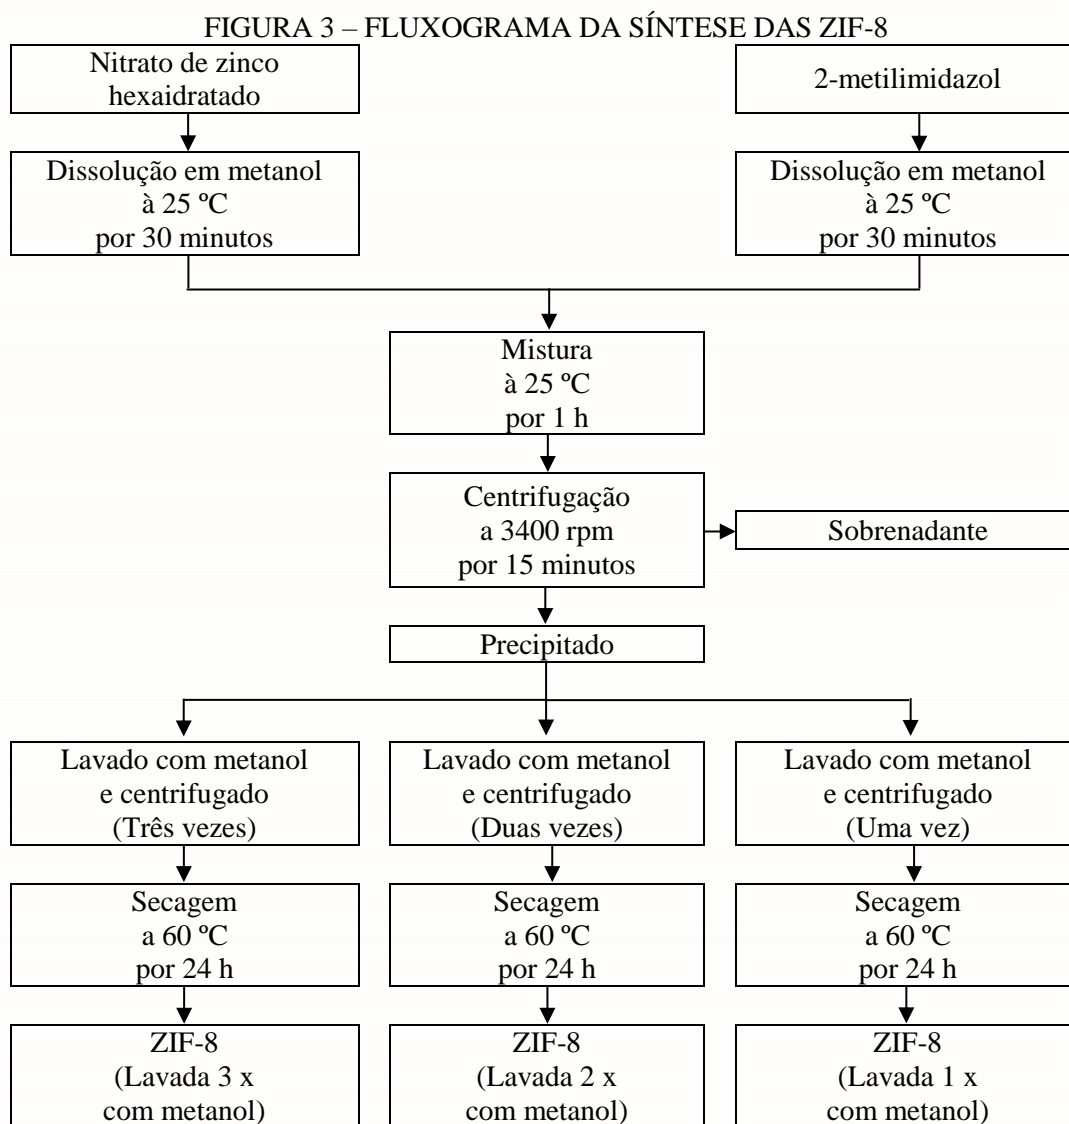 FIGURA 3 – FLUXOGRAMA DA SÍNTESE DAS ZIF-8
Nitrato de zinco
hexaidratado
2-metilimidazol
Dissolução em metanol
à 25 ºC
por 30 minutos
Dissolução em metanol
à 25 ºC
por 30 minutos
Mistura
à 25 ºC
por 1 h
Centrifugação
a 3400 rpm
por 15 minutos
Sobrenadante
Precipitado
Lavado com metanol
e centrifugado
(Três vezes)
Lavado com metanol
e centrifugado
(Duas vezes)
Lavado com metanol
e centrifugado
(Uma vez)
Secagem
a 60 ºC
por 24 h
Secagem
a 60 ºC
por 24 h
Secagem
a 60 ºC
por 24 h
ZIF-8
(Lavada 3 x
com metanol)
ZIF-8
(Lavada 2 x
com metanol)
ZIF-8
(Lavada 1 x
com metanol)